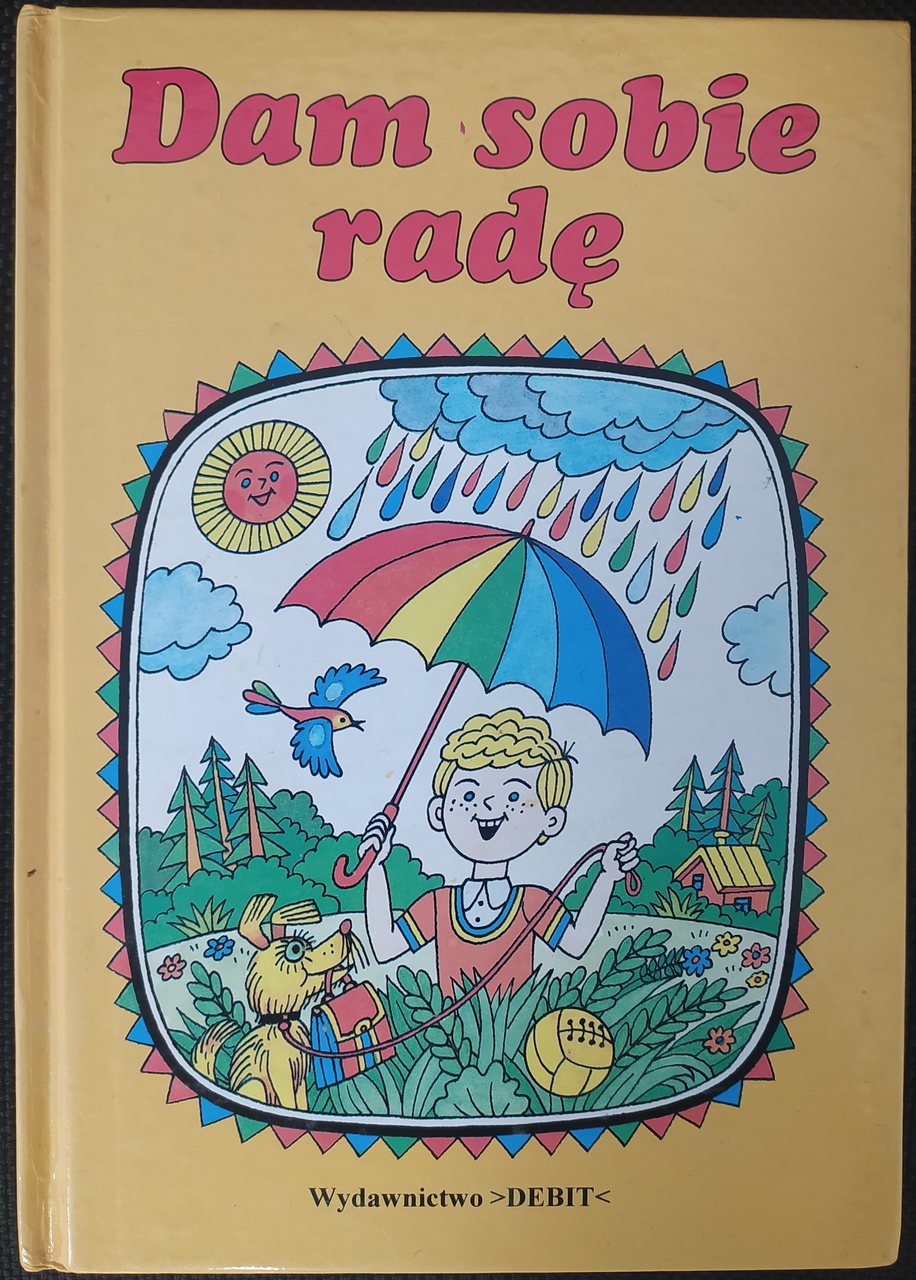 Dam sobie
radę
Wydawnictwo >DEBIT<